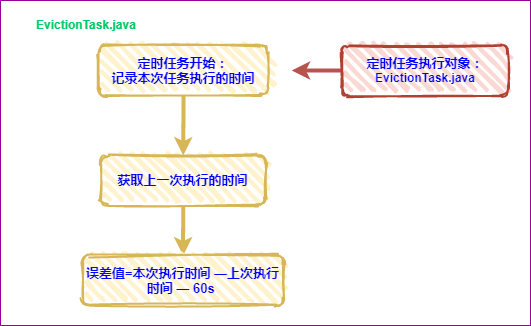 EvictionTask.java
定时任务开始：
记录本次任务执行的时间
定时任务执行对象：
EvictionTask.java
获取上一次执行的时间
误差值=本次执行时间 —上次执行
时间 — 60s